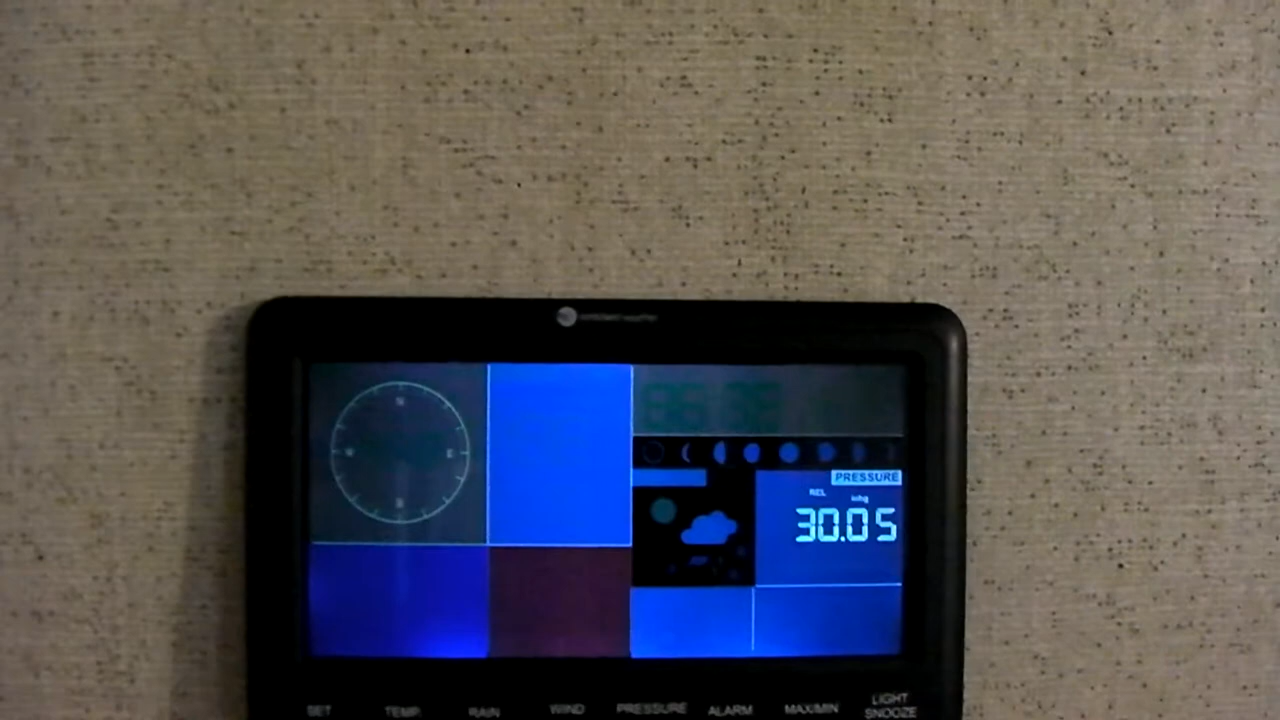 N
W
E
S
PRESSURE
REL
inhg
30.05
SET
TEMP.
RAIN
WIND
PRESSURE
ALARM
MAX/MIN
LIGHT
SNOOZE